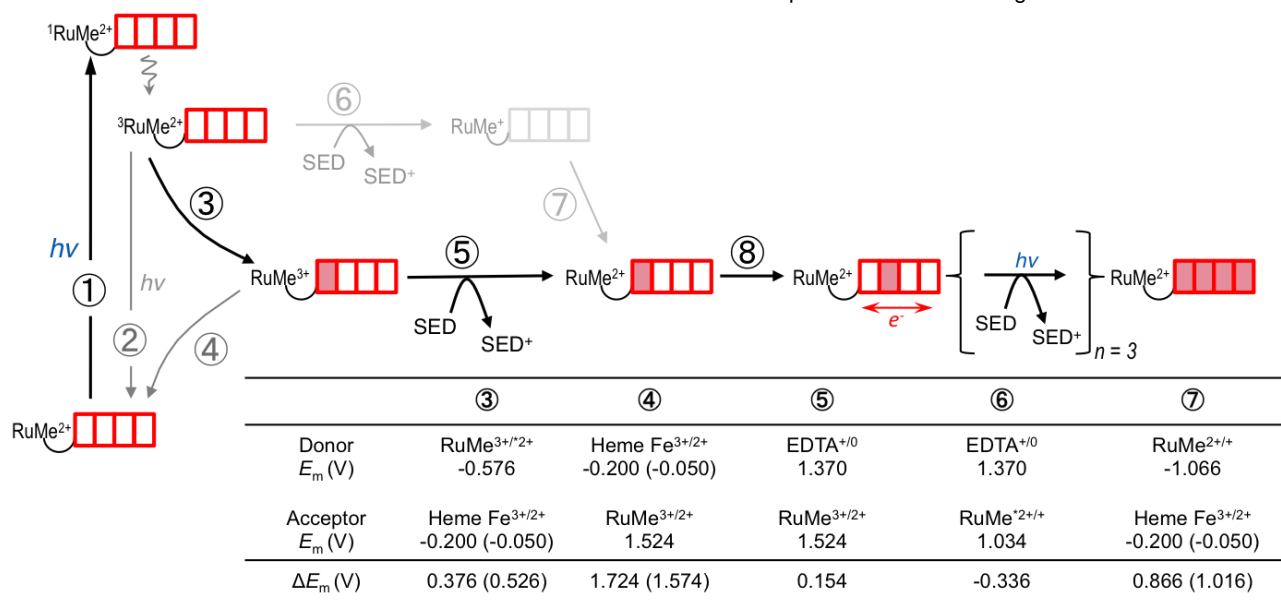 ¹RuMe²⁺
³RuMe²⁺
⑥
SED
SED⁺
RuMe⁺
③
⑦
hν
①
hν
②
④
RuMe³⁺
⑤
SED
SED⁺
RuMe²⁺
⑧
RuMe²⁺
e⁻
hν
SED
SED⁺
n = 3
RuMe²⁺
RuMe²⁺
③ ④ ⑤ ⑥ ⑦
Donor RuMe³⁺/*²⁺ Heme Fe³⁺/²⁺ EDTA⁺/⁰ EDTA⁺/⁰ RuMe²⁺/⁺
Eₘ (V) -0.576 -0.200 (-0.050) 1.370 1.370 -1.066
Acceptor Heme Fe³⁺/²⁺ RuMe³⁺/²⁺ RuMe³⁺/²⁺ RuMe*²⁺/⁺ Heme Fe³⁺/²⁺
Eₘ (V) -0.200 (-0.050) 1.524 1.524 1.034 -0.200 (-0.050)
ΔEₘ (V) 0.376 (0.526) 1.724 (1.574) 0.154 -0.336 0.866 (1.016)